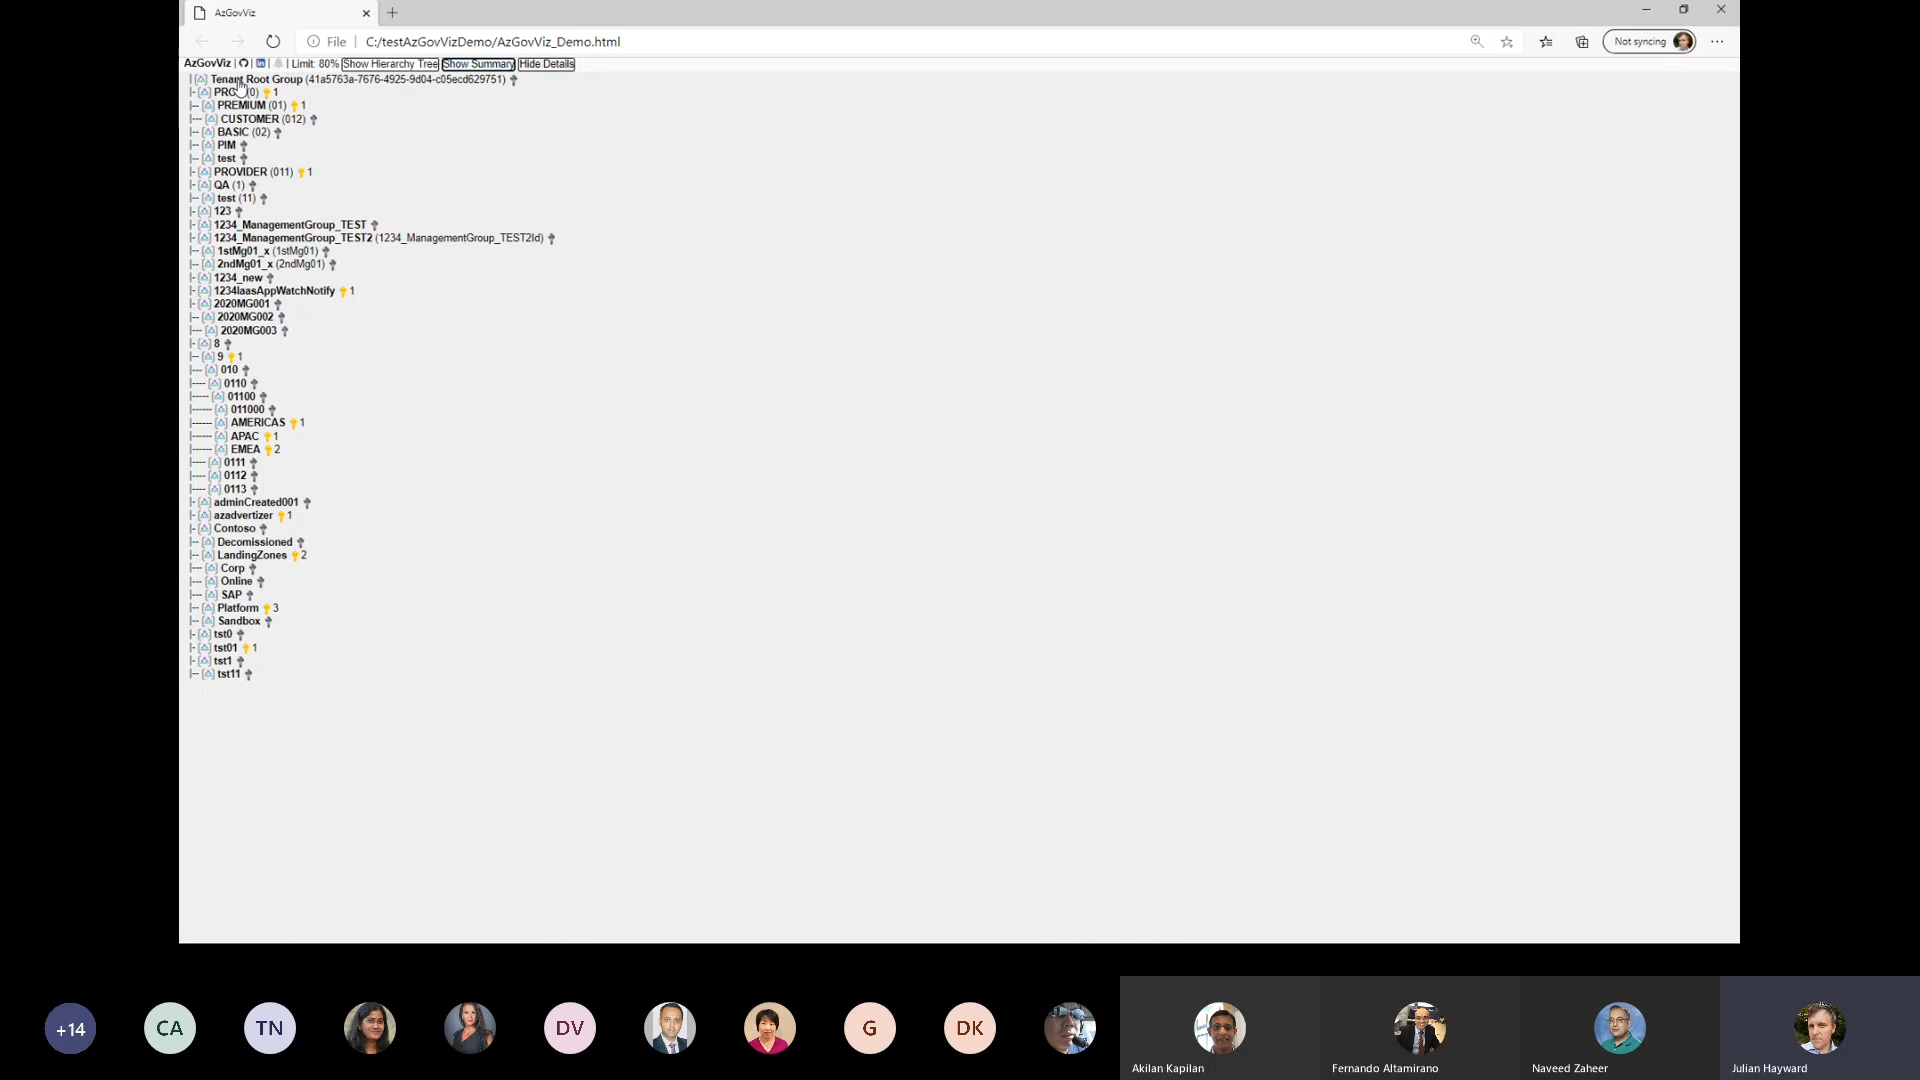 AzGovViz
Not syncing
File | C:/testAzGovVizDemo/AzGovViz_Demo.html
AzGovViz | | | | Limit: 80% Show Hierarchy Tree Show Summary Hide Details
| Tenant Root Group (41a5763a-7676-4925-9d04-c05ecd629751)
|- (0) 1
|-- PREMIUM (01) 1
|--- CUSTOMER (012)
|-- BASIC (02)
|-- PIM
|-- test
|- PROVIDER (011) 1
|- QA (1)
|-- test (11)
|- 123
|- 1234_ManagementGroup_TEST
|- 1234_ManagementGroup_TEST2 (1234_ManagementGroup_TEST2Id)
|-- 1stMg01_x (1stMg01)
|-- 2ndMg01_x (2ndMg01)
|- 1234_new
|- 1234IaasAppWatchNotify 1
|- 2020MG001
|-- 2020MG002
|--- 2020MG003
|- 8
|-- 9 1
|--- 010
|---- 0110
|----- 01100
|------ 011000
|------ AMERICAS 1
|------ APAC 1
|------ EMEA 2
|---- 0111
|---- 0112
|---- 0113
|- adminCreated001
|- azadvertizer 1
|- Contoso
|-- Decomissioned
|-- LandingZones 2
|--- Corp
|--- Online
|--- SAP
|-- Platform 3
|-- Sandbox
|- tst0
|- tst01 1
|- tst1
|-- tst11
+14
CA
TN
DV
G
DK
Akilan Kapilan
Fernando Altamirano
Naveed Zaheer
Julian Hayward